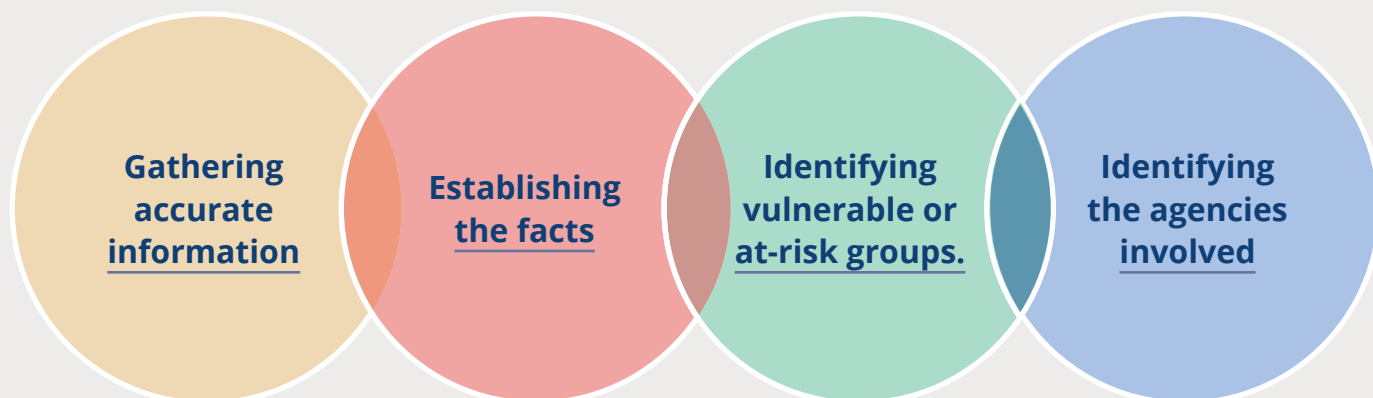 Gathering
accurate
information
Establishing
the facts
Identifying
vulnerable or
at-risk groups.
Identifying
the agencies
involved